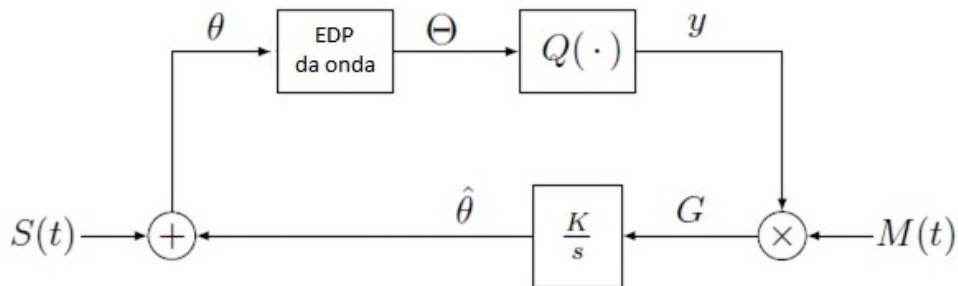 θ
EDP
da onda
Θ
Q(·)
y
S(t)
+
θ̂
K
s
G
×
M(t)